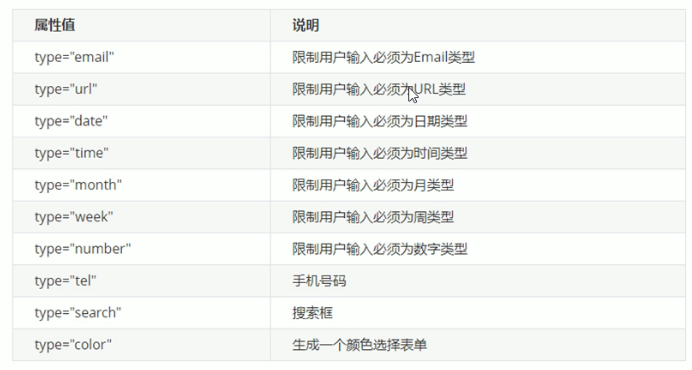 属性值 说明
type="email" 限制用户输入必须为Email类型
type="url" 限制用户输入必须为URL类型
type="date" 限制用户输入必须为日期类型
type="time" 限制用户输入必须为时间类型
type="month" 限制用户输入必须为月类型
type="week" 限制用户输入必须为周类型
type="number" 限制用户输入必须为数字类型
type="tel" 手机号码
type="search" 搜索框
type="color" 生成一个颜色选择表单